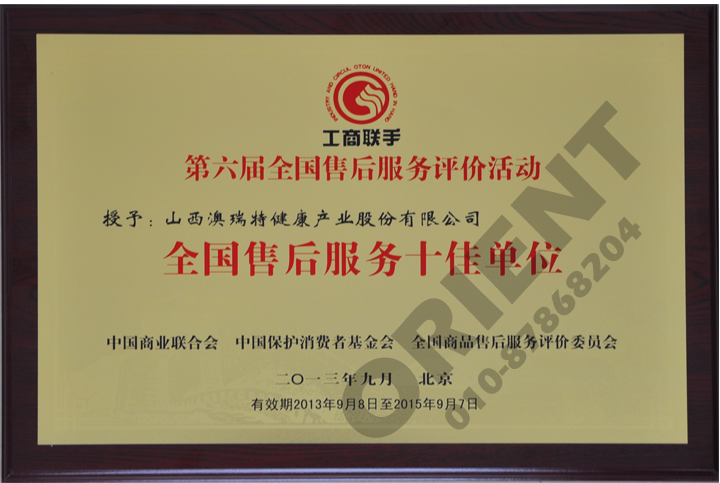 工商联手
第六届全国售后服务评价活动
授予：山西澳瑞特健康产业股份有限公司
全国售后服务十佳单位
中国商业联合会 中国保护消费者基金会 全国商品售后服务评价委员会
二〇一三年九月 北京
有效期2013年9月8日至2015年9月7日
ORIENT
010-87868204